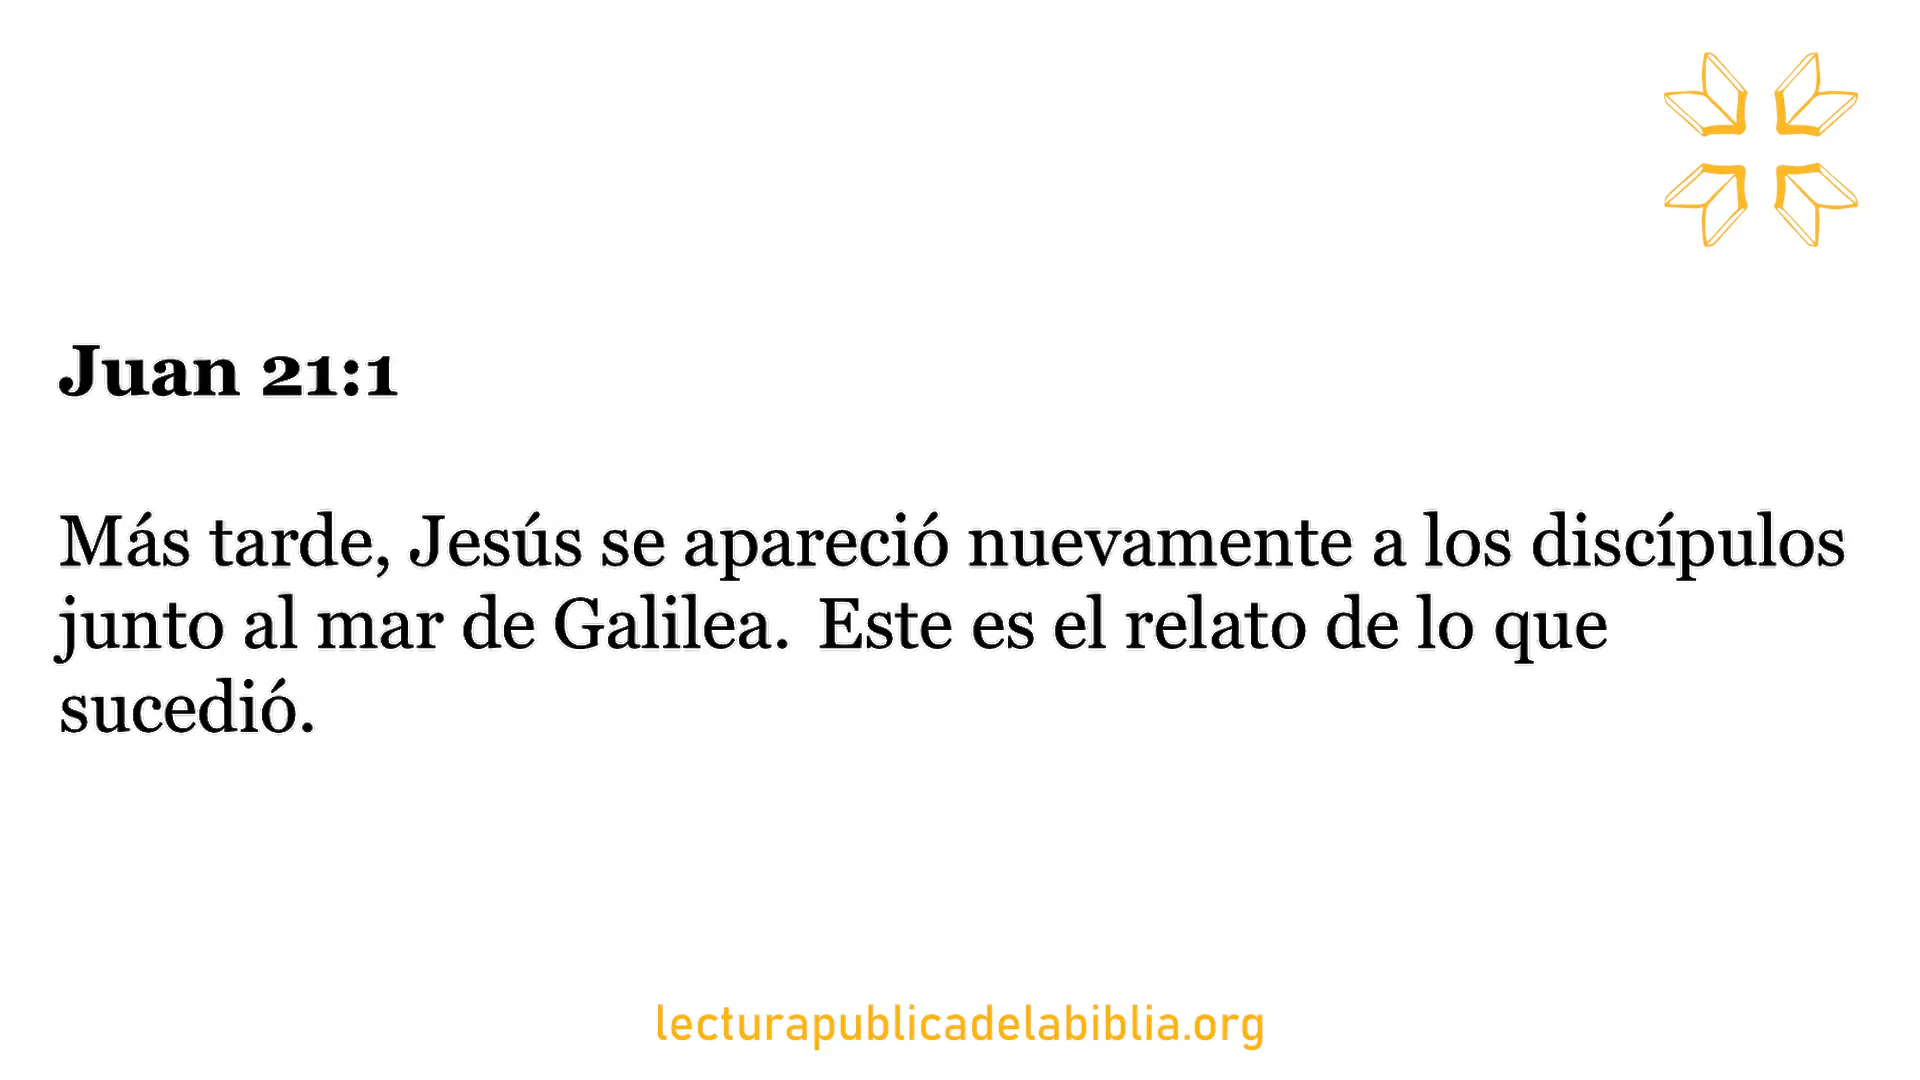 Juan 21:1
Más tarde, Jesús se apareció nuevamente a los discípulos
junto al mar de Galilea. Este es el relato de lo que
sucedió.
lecturapublicadelabiblia.org